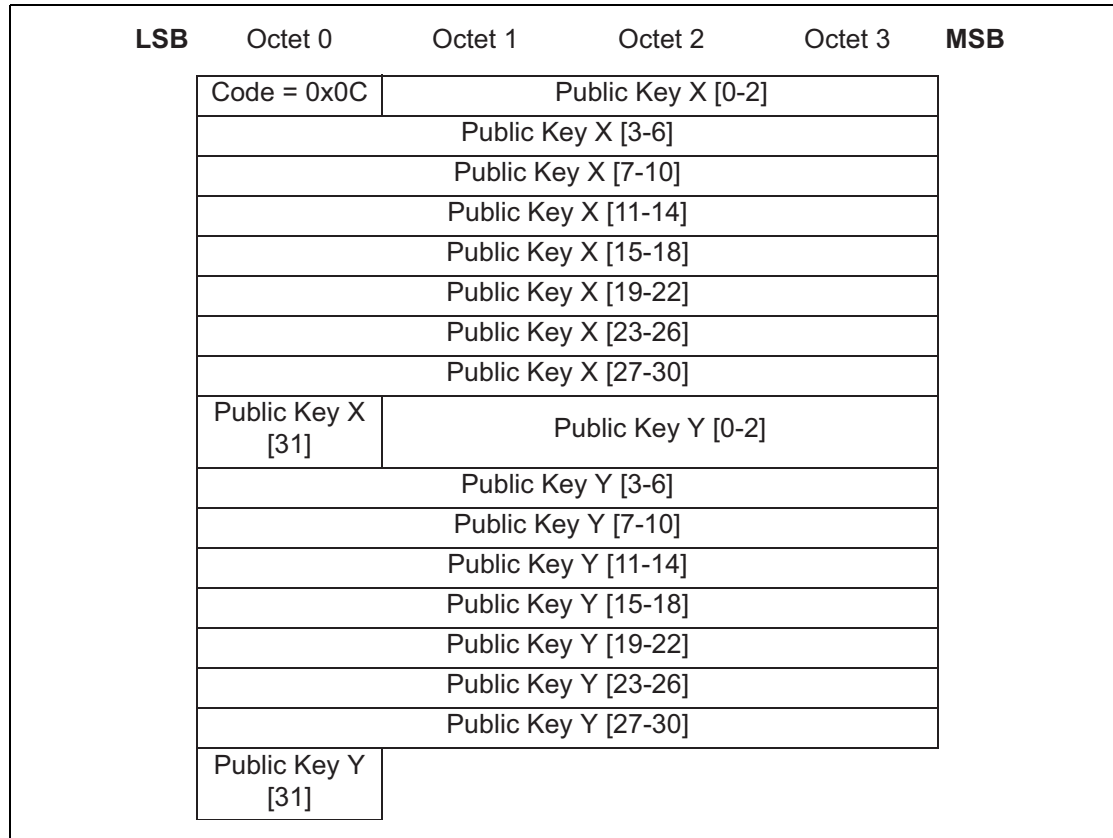 LSB Octet 0 Octet 1 Octet 2 Octet 3 MSB
Code = 0x0C Public Key X [0-2]
Public Key X [3-6]
Public Key X [7-10]
Public Key X [11-14]
Public Key X [15-18]
Public Key X [19-22]
Public Key X [23-26]
Public Key X [27-30]
Public Key X
[31]
Public Key Y [0-2]
Public Key Y [3-6]
Public Key Y [7-10]
Public Key Y [11-14]
Public Key Y [15-18]
Public Key Y [19-22]
Public Key Y [23-26]
Public Key Y [27-30]
Public Key Y
[31]